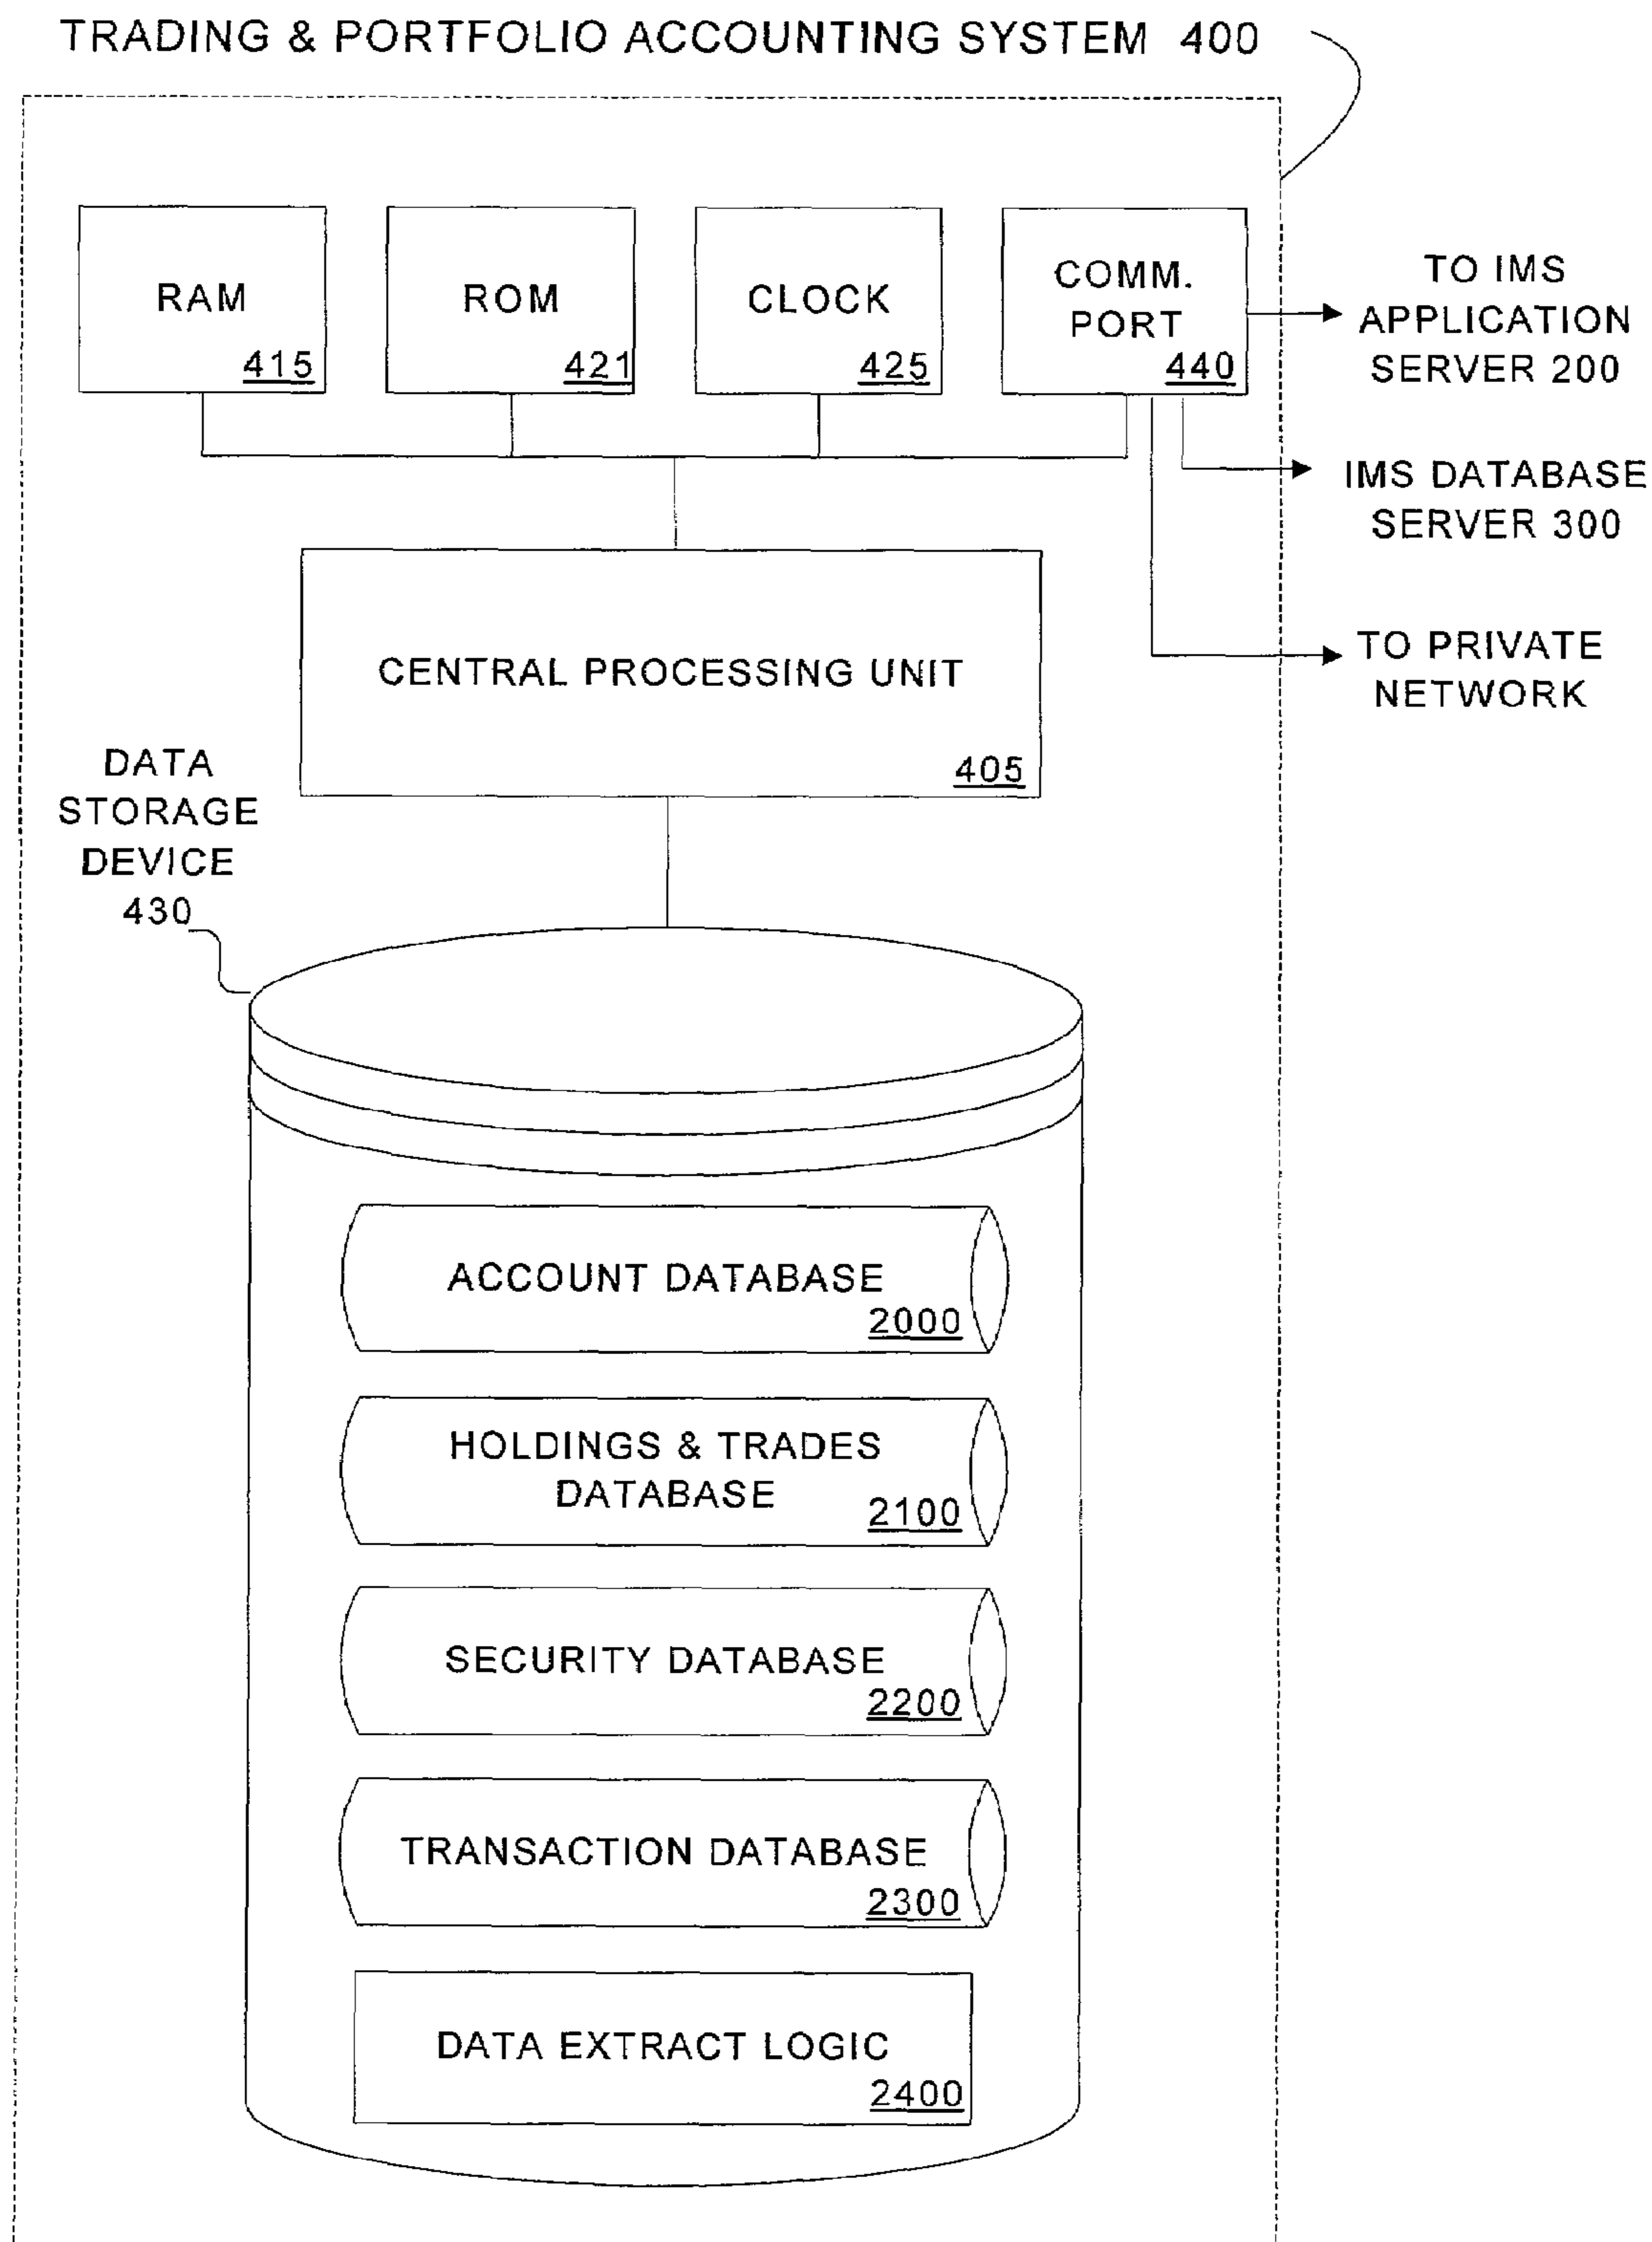 TRADING & PORTFOLIO ACCOUNTING SYSTEM 400
RAM
415
ROM
421
CLOCK
425
COMM.
PORT
440
TO IMS
APPLICATION
SERVER 200
IMS DATABASE
SERVER 300
TO PRIVATE
NETWORK
CENTRAL PROCESSING UNIT
405
DATA
STORAGE
DEVICE
430
ACCOUNT DATABASE
2000
HOLDINGS & TRADES
DATABASE
2100
SECURITY DATABASE
2200
TRANSACTION DATABASE
2300
DATA EXTRACT LOGIC
2400